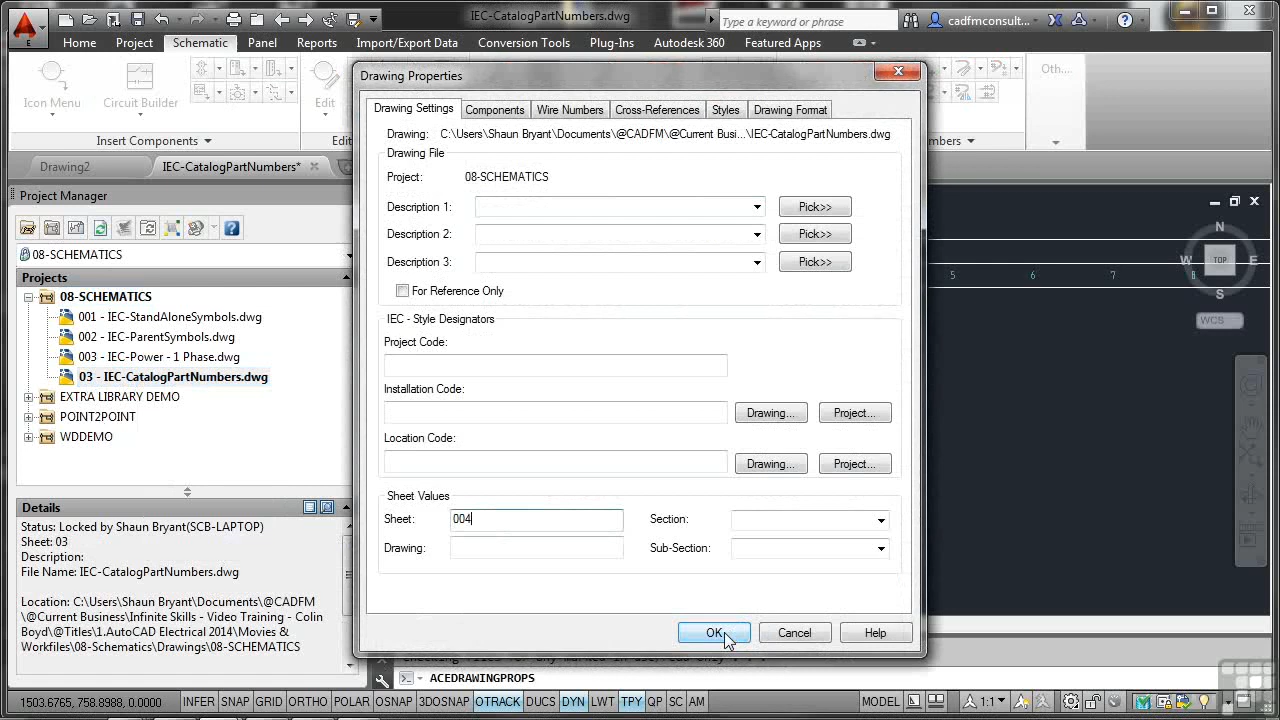 IEC-CatalogPartNumbers.dwg
Type a keyword or phrase
cadfmconsult...
E
Home Project Schematic Panel Reports Import/Export Data Conversion Tools Plug-Ins Autodesk 360 Featured Apps
Icon Menu
Circuit Builder
Edit
Oth...
Insert Components
Edit
mbers
Drawing2
IEC-CatalogPartNumbers.dwg*
Project Manager
08-SCHEMATICS
Projects
08-SCHEMATICS
001 - IEC-StandAloneSymbols.dwg
002 - IEC-ParentSymbols.dwg
003 - IEC-Power - 1 Phase.dwg
03 - IEC-CatalogPartNumbers.dwg
EXTRA LIBRARY DEMO
POINT2POINT
WDDEMO
Details
Status: Locked by Shaun Bryant(SCB-LAPTOP)
Sheet: 03
Description:
File Name: IEC-CatalogPartNumbers.dwg
Location: C:\Users\Shaun Bryant\Documents\@CADFM
\@Current Business\Infinite Skills - Video Training - Colin
Boyd\@Titles\1.AutoCAD Electrical 2014\Movies &
Workfiles\08-Schematics\Drawings\08-SCHEMATICS
Drawing Properties
Drawing Settings Components Wire Numbers Cross-References Styles Drawing Format
Drawing: C:\Users\Shaun Bryant\Documents\@CADFM\@Current Busi...\IEC-CatalogPartNumbers.dwg
Drawing File
Project: 08-SCHEMATICS
Description 1: Pick>>
Description 2: Pick>>
Description 3: Pick>>
For Reference Only
IEC - Style Designators
Project Code:
Installation Code:
Drawing... Project...
Location Code:
Drawing... Project...
Sheet Values
Sheet: 004 Section:
Drawing: Sub-Section:
OK Cancel Help
N
W TOP E
S
WCS
5 6 7 8
ACEDRAWINGPROPS
1503.6765, 758.8988, 0.0000 INFER SNAP GRID ORTHO POLAR OSNAP 3DOSNAP OTRACK DUCS DYN LWT TPY QP SC AM MODEL 1:1